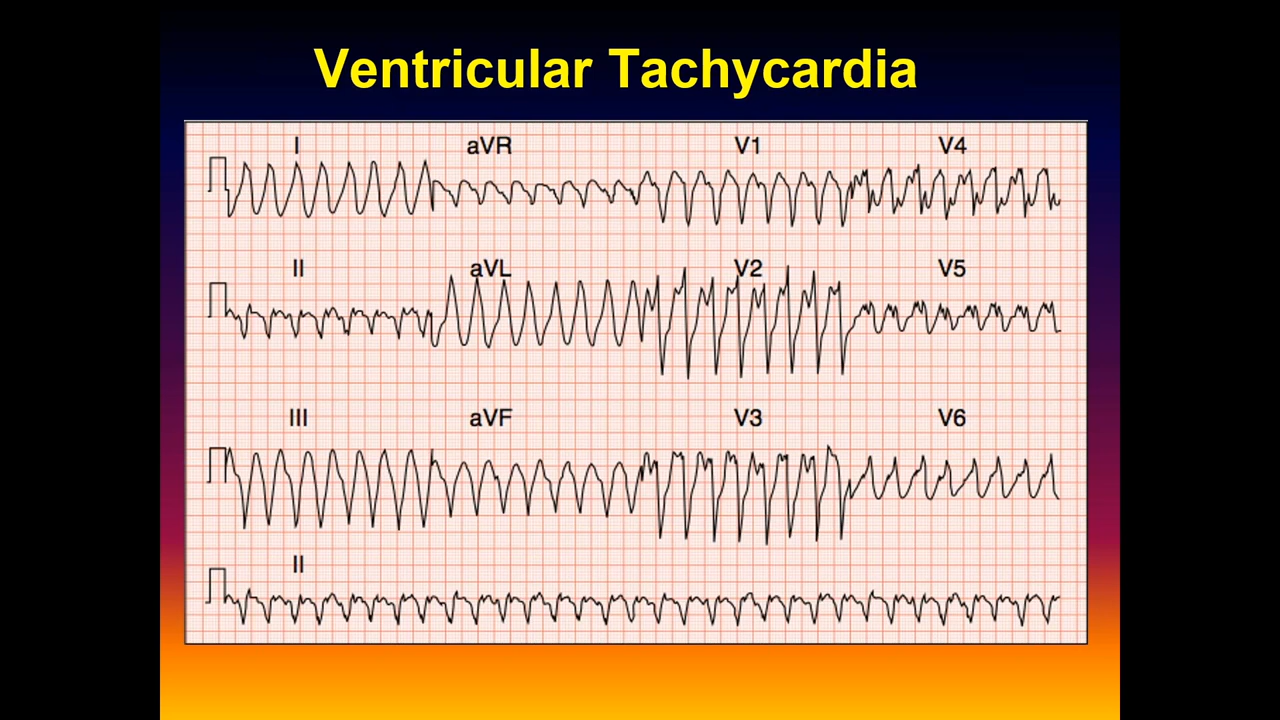 Ventricular Tachycardia
I aVR V1 V4
II aVL V2 V5
III aVF V3 V6
II